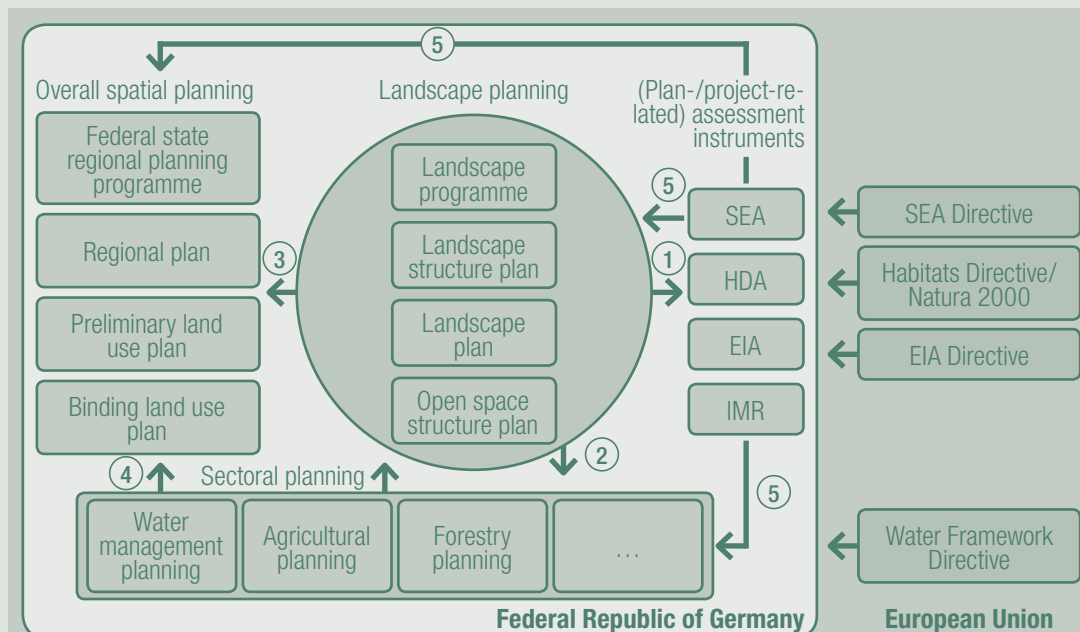 5
Overall spatial planning
Federal state
regional planning
programme
Regional plan
Preliminary land
use plan
Binding land use
plan
Landscape planning
Landscape
programme
Landscape
structure plan
Landscape
plan
Open space
structure plan
(Plan-/project-re-
lated) assessment
instruments
SEA
HDA
EIA
IMR
5
1
3
2
4
5
Sectoral planning
Water
management
planning
Agricultural
planning
Forestry
planning
...
Federal Republic of Germany
SEA Directive
Habitats Directive/
Natura 2000
EIA Directive
Water Framework
Directive
European Union